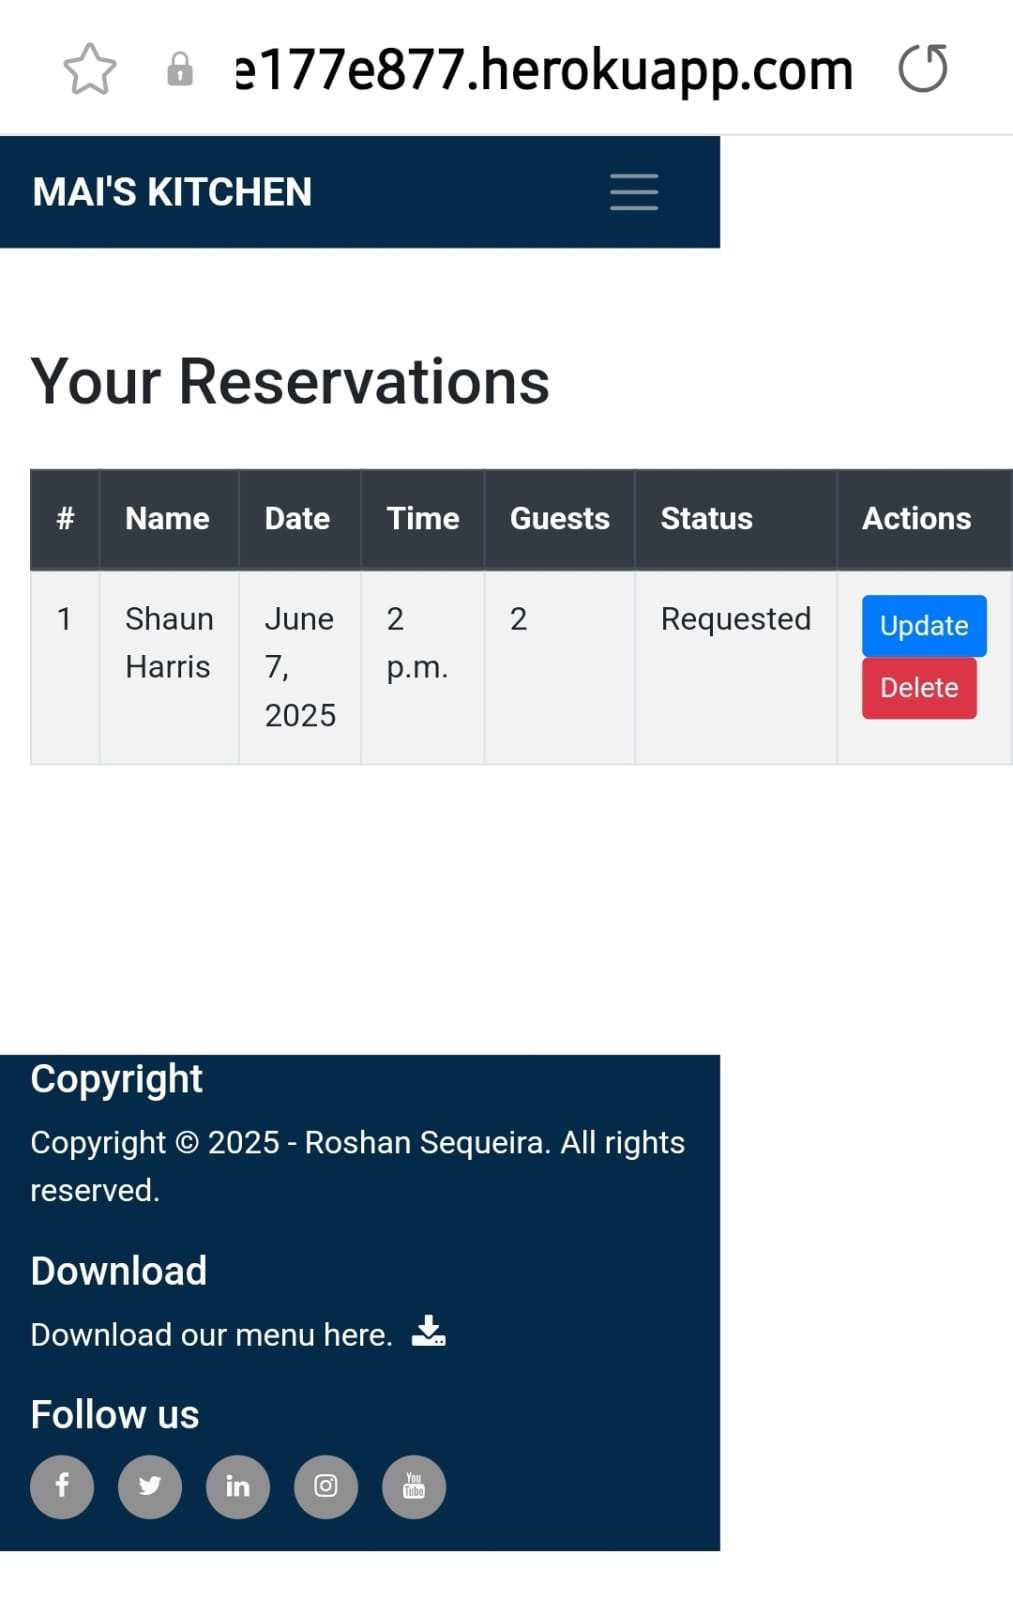 e177e877.herokuapp.com
MAI'S KITCHEN
Your Reservations
# Name Date Time Guests Status Actions
1 Shaun June 2 2 Requested Update
Harris 7, p.m. Delete
2025
Copyright
Copyright © 2025 - Roshan Sequeira. All rights
reserved.
Download
Download our menu here.
Follow us
f in You
Tube